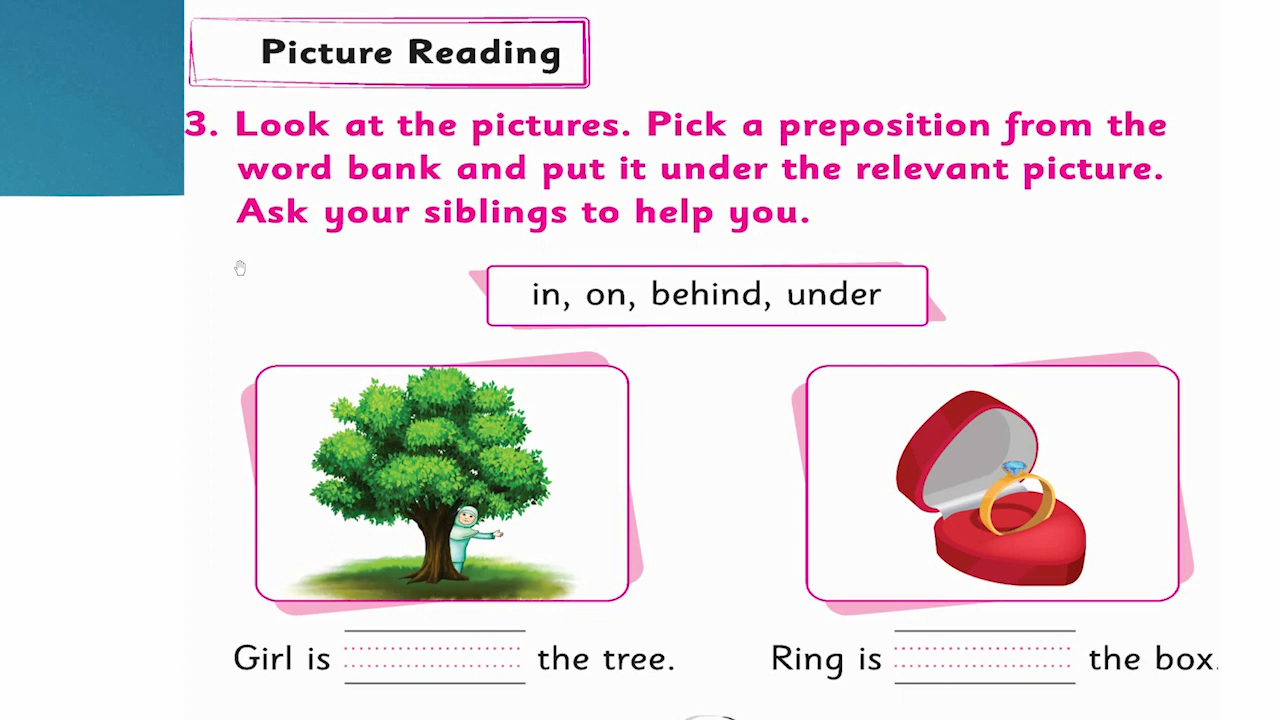 Picture Reading
3. Look at the pictures. Pick a preposition from the
word bank and put it under the relevant picture.
Ask your siblings to help you.
in, on, behind, under
Girl is the tree.
Ring is the box.